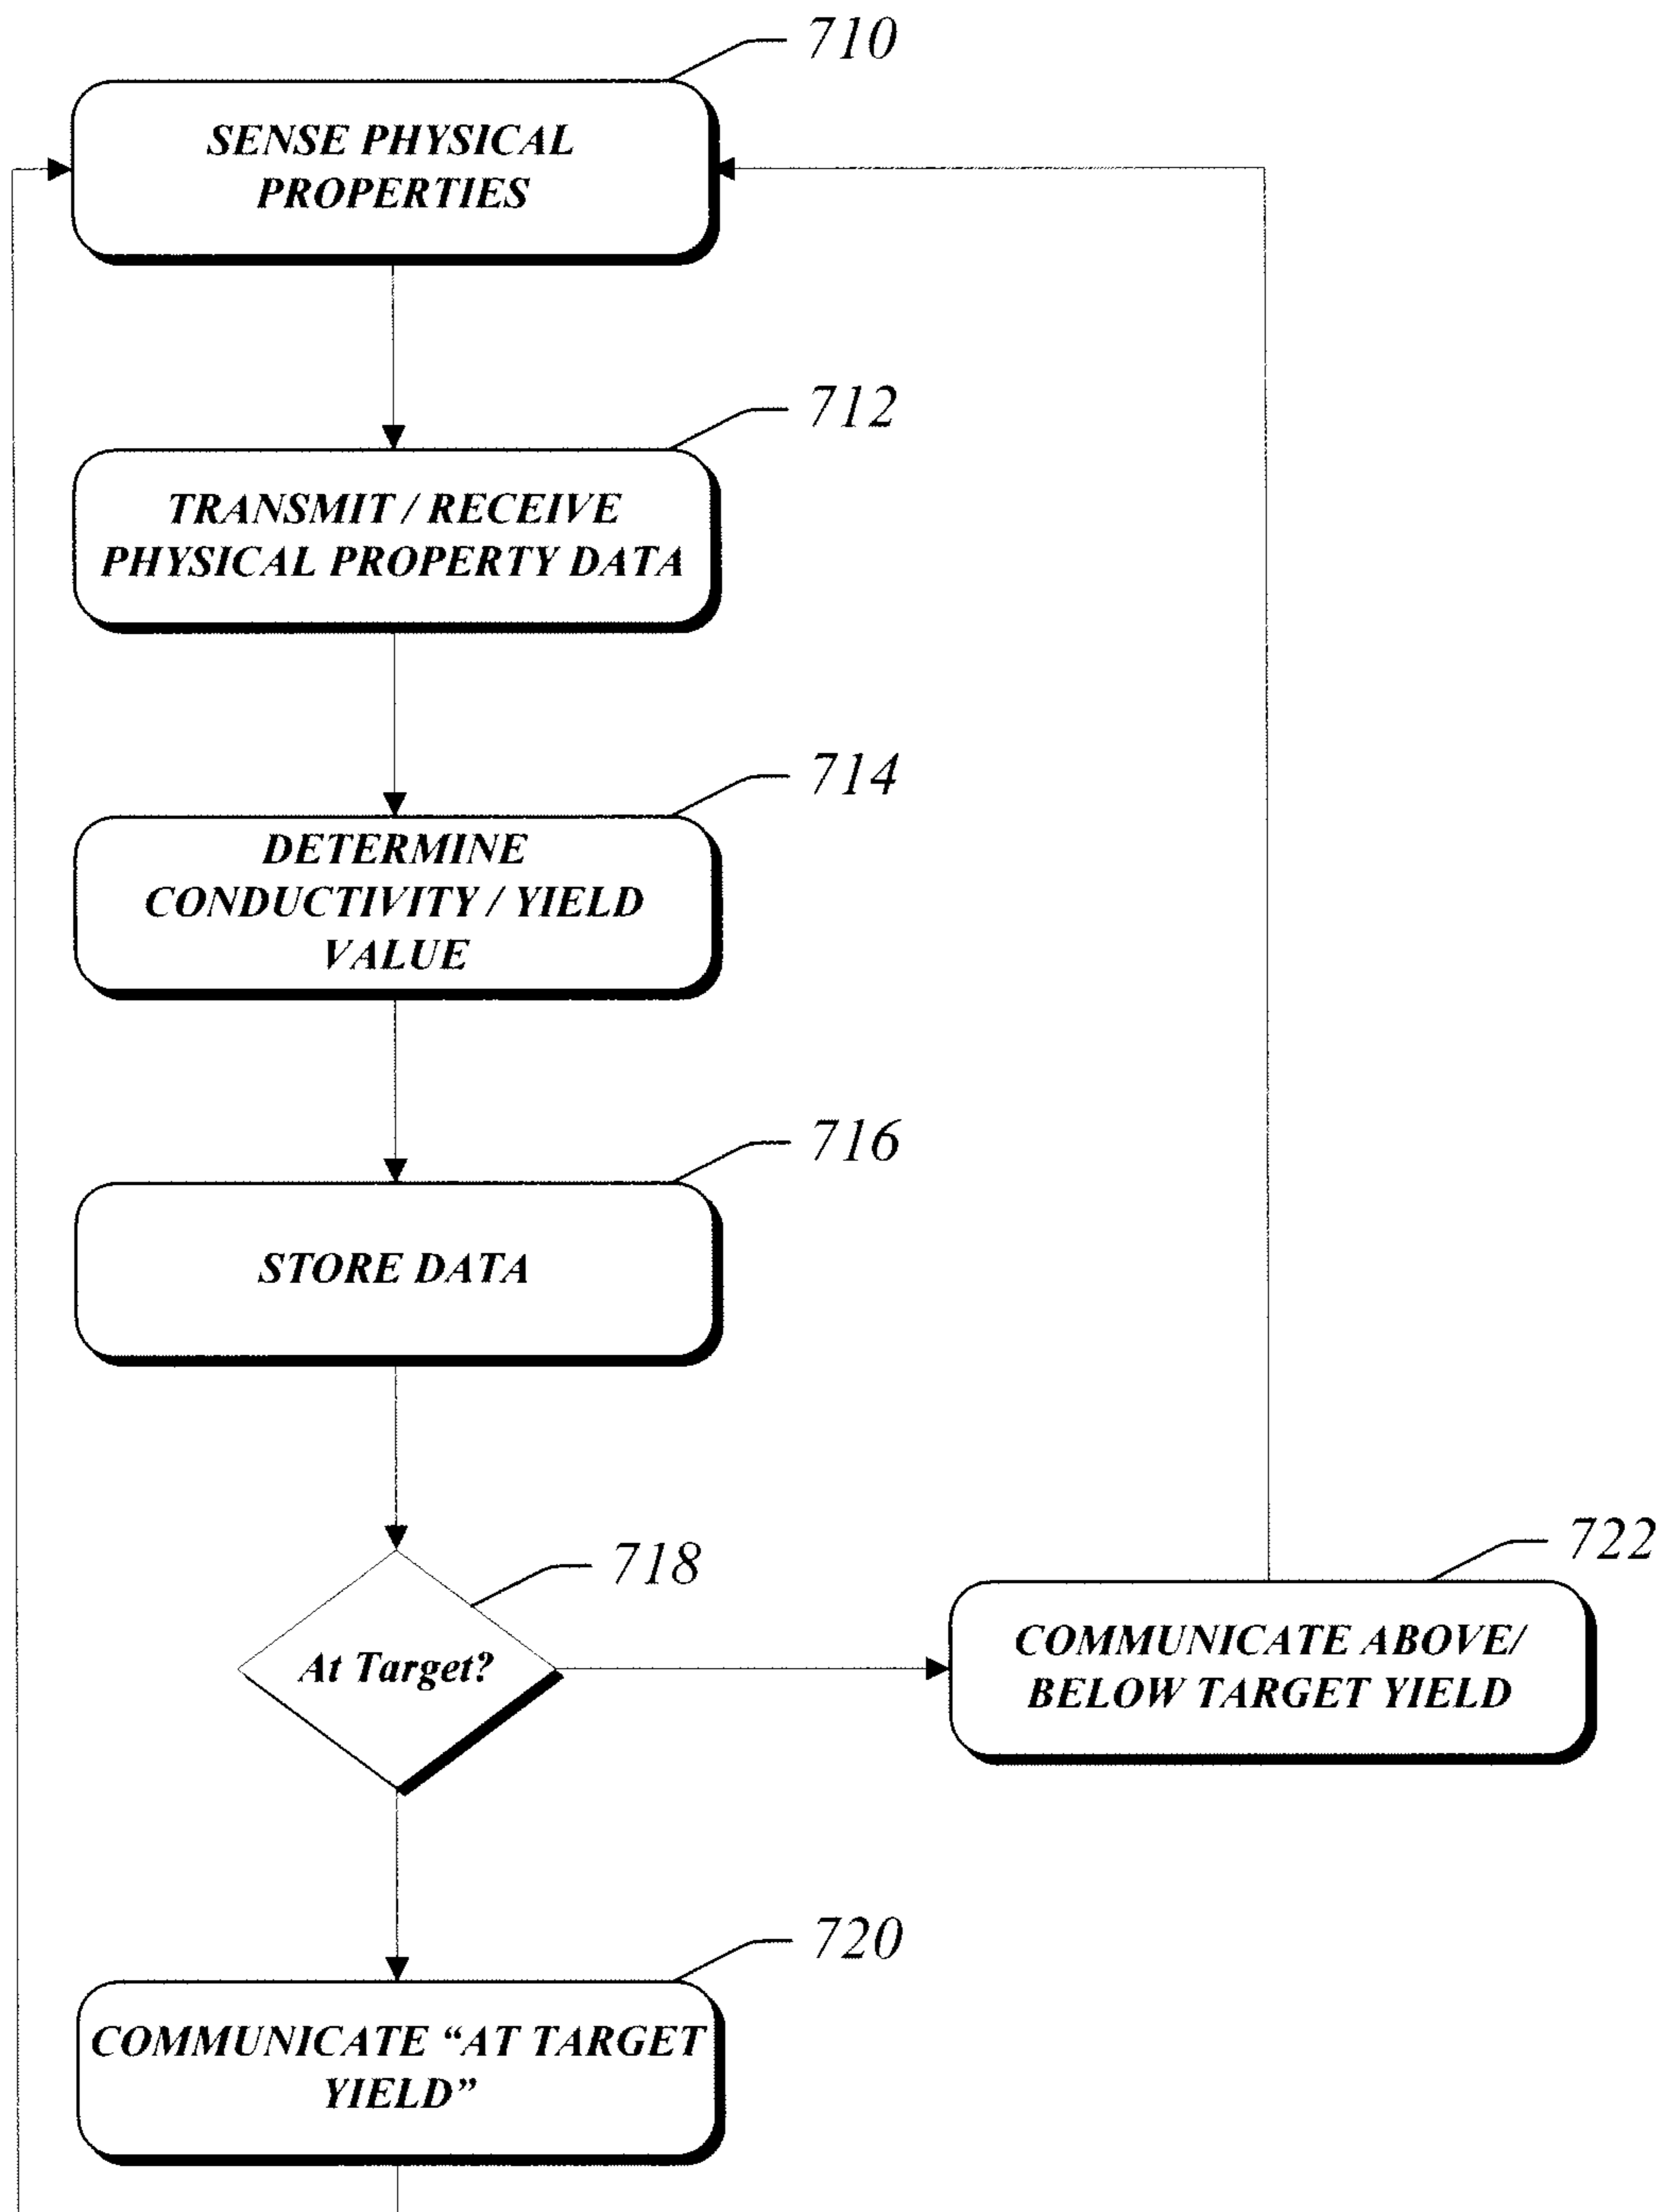 710
SENSE PHYSICAL
PROPERTIES
712
TRANSMIT / RECEIVE
PHYSICAL PROPERTY DATA
714
DETERMINE
CONDUCTIVITY / YIELD
VALUE
716
STORE DATA
718
At Target?
722
COMMUNICATE ABOVE/
BELOW TARGET YIELD
720
COMMUNICATE “AT TARGET
YIELD”